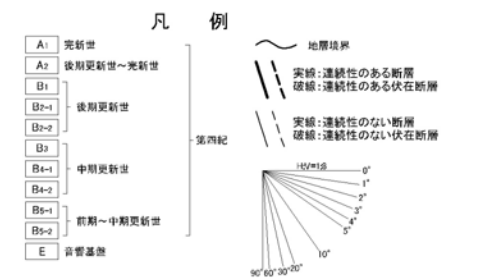 凡 例
A1 完新世
A2 後期更新世～完新世
B1
B2-1 後期更新世
B2-2
B3
B4-1 中期更新世
B4-2
B5-1
B5-2 前期～中期更新世
E 音響基盤
第四紀
地層境界
実線:連続性のある断層
破線:連続性のある伏在断層
実線:連続性のない断層
破線:連続性のない伏在断層
H:V=1:8
0°
1°
2°
3°
4°
5°
10°
90° 60° 30° 20°